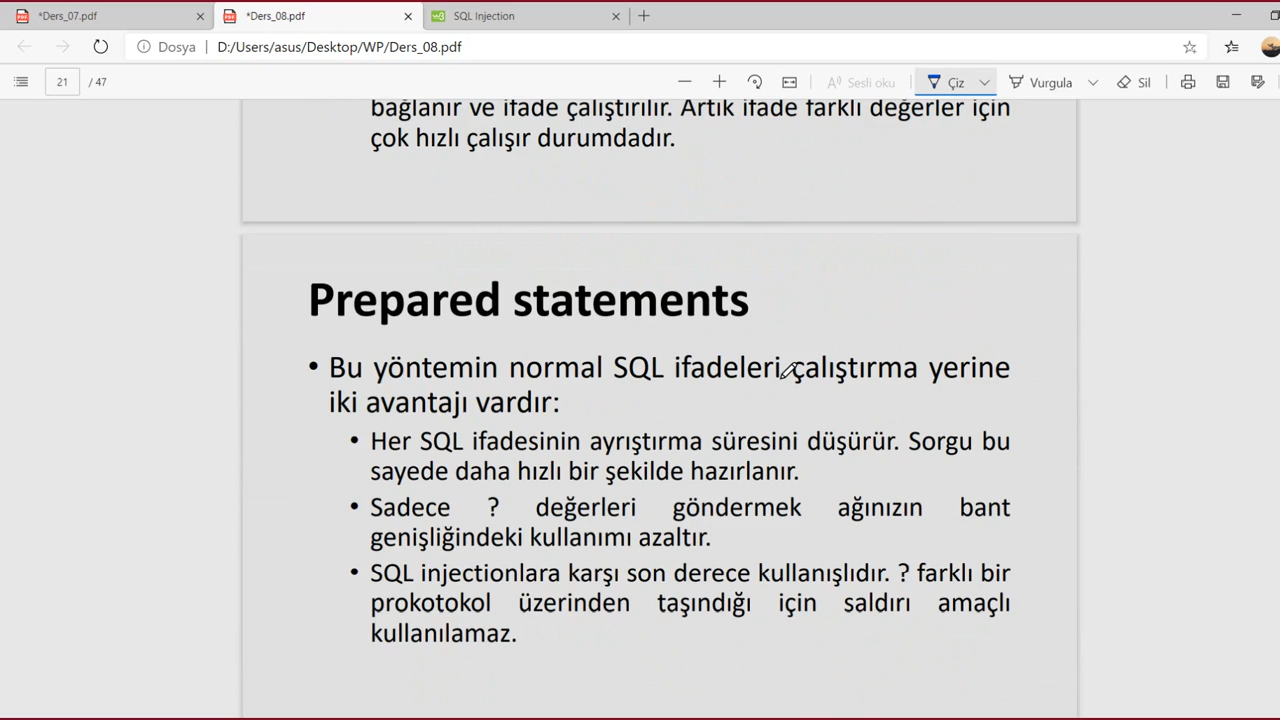 *Ders_07.pdf
*Ders_08.pdf
SQL Injection
Dosya
D:/Users/asus/Desktop/WP/Ders_08.pdf
21 / 47
Sesli oku
Çiz
Vurgula
Sil
bağlanır ve ifade çalıştırılır. Artık ifade farklı değerler için
çok hızlı çalışır durumdadır.
Prepared statements
• Bu yöntemin normal SQL ifadeleri çalıştırma yerine
iki avantajı vardır:
• Her SQL ifadesinin ayrıştırma süresini düşürür. Sorgu bu
sayede daha hızlı bir şekilde hazırlanır.
• Sadece ? değerleri göndermek ağınızın bant
genişliğindeki kullanımı azaltır.
• SQL injectionlara karşı son derece kullanışlıdır. ? farklı bir
prokotokol üzerinden taşındığı için saldırı amaçlı
kullanılamaz.